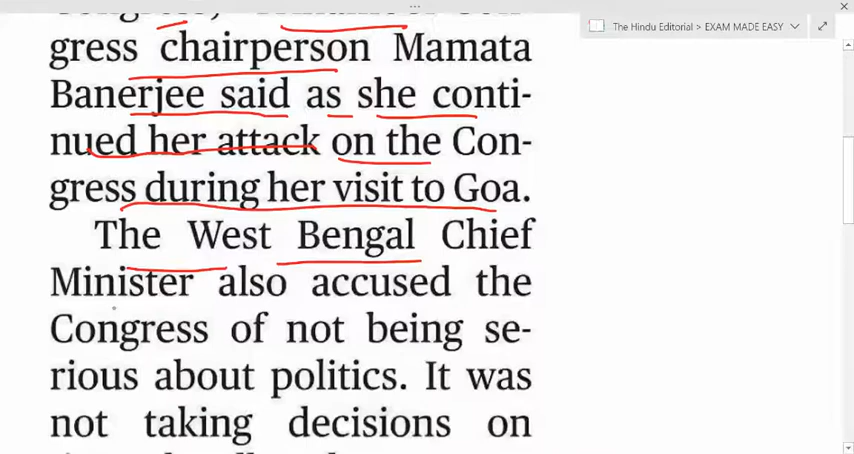 The Hindu Editorial > EXAM MADE EASY
gress chairperson Mamata
Banerjee said as she conti-
nued her attack on the Con-
gress during her visit to Goa.
The West Bengal Chief
Minister also accused the
Congress of not being se-
rious about politics. It was
not taking decisions on